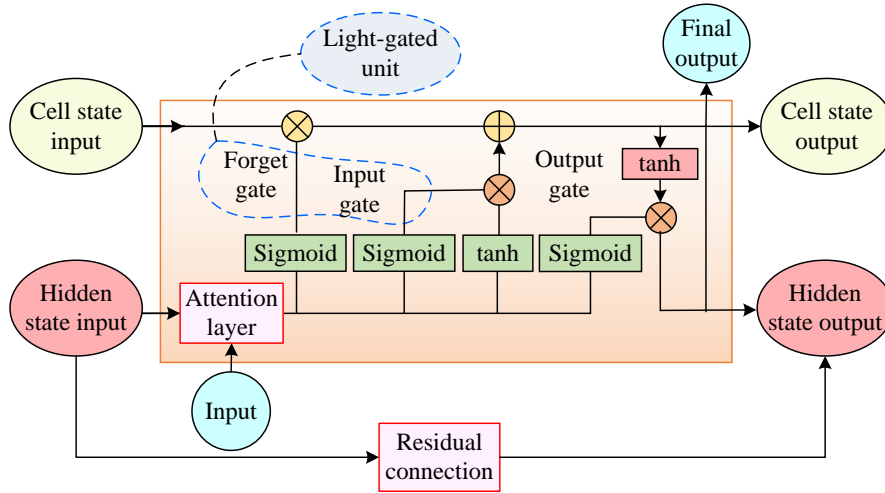 Light-gated
unit
Final
output
Cell state
input
Cell state
output
Forget
gate
Input
gate
Output
gate
tanh
Sigmoid
Sigmoid
tanh
Sigmoid
Hidden
state input
Attention
layer
Hidden
state output
Input
Residual
connection